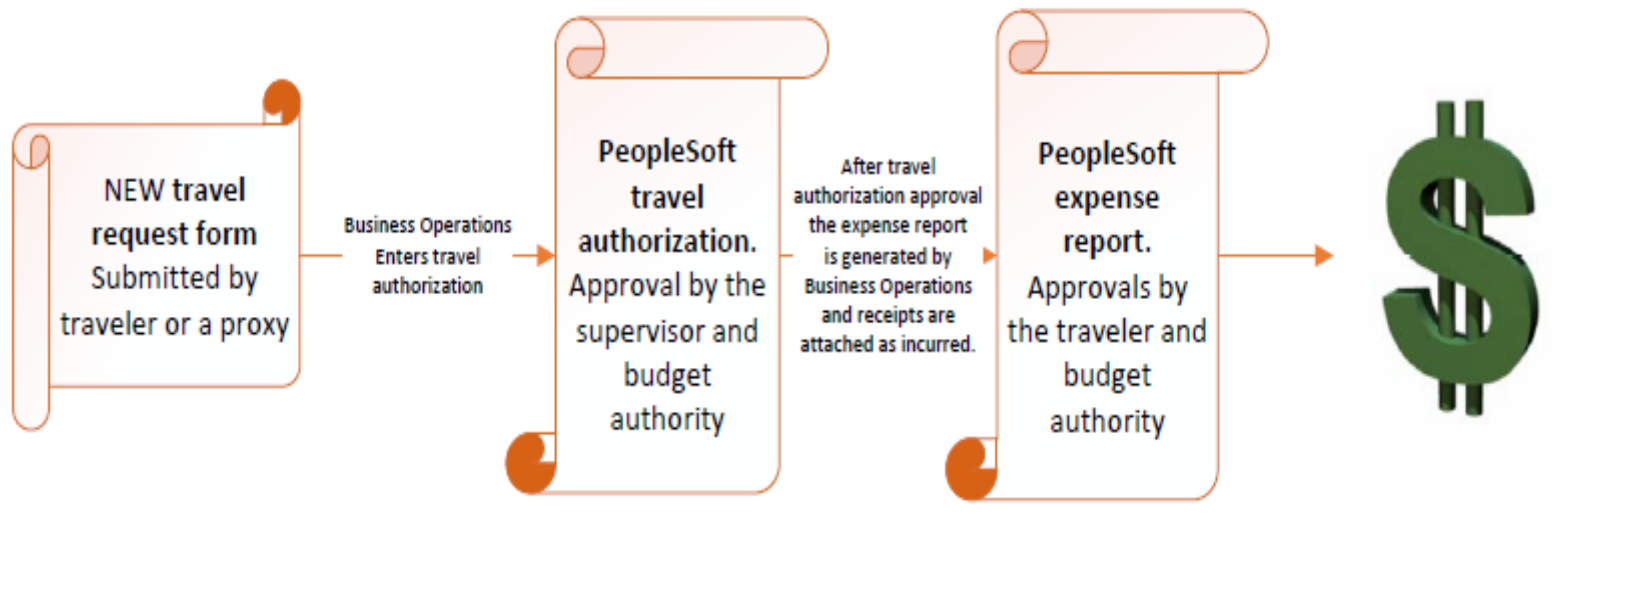 NEW travel
request form
Submitted by
traveler or a proxy
Business Operations
Enters travel
authorization
PeopleSoft
travel
authorization.
Approval by the
supervisor and
budget
authority
After travel
authorization approval
the expense report
is generated by
Business Operations
and receipts are
attached as incurred.
PeopleSoft
expense
report.
Approvals by
the traveler and
budget
authority
$